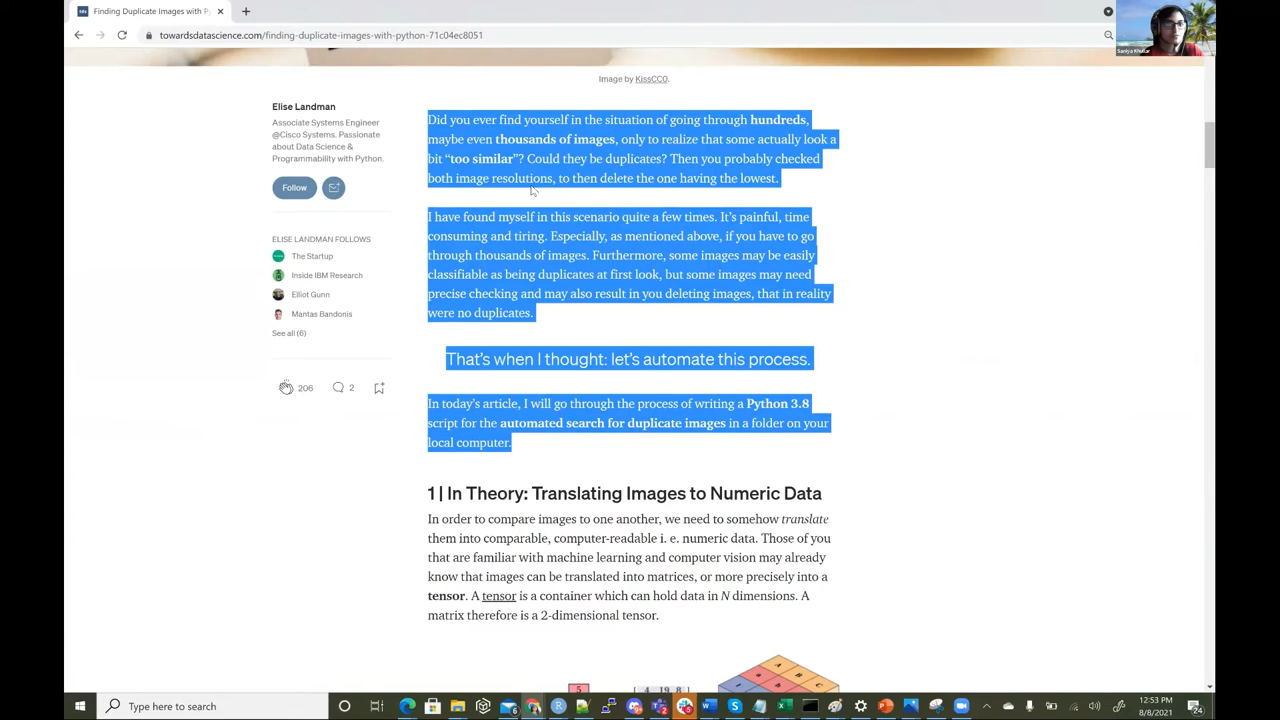 Finding Duplicate Images with P
towardsdatascience.com/finding-duplicate-images-with-python-71c04ec8051
Saniya Khullar
Image by KissCC0.
Elise Landman
Associate Systems Engineer
@Cisco Systems. Passionate
about Data Science &
Programmability with Python.
Follow
ELISE LANDMAN FOLLOWS
The Startup
Inside IBM Research
Elliot Gunn
Mantas Bandonis
See all (6)
206
2
Did you ever find yourself in the situation of going through hundreds,
maybe even thousands of images, only to realize that some actually look a
bit “too similar”? Could they be duplicates? Then you probably checked
both image resolutions, to then delete the one having the lowest.
I have found myself in this scenario quite a few times. It’s painful, time
consuming and tiring. Especially, as mentioned above, if you have to go
through thousands of images. Furthermore, some images may be easily
classifiable as being duplicates at first look, but some images may need
precise checking and may also result in you deleting images, that in reality
were no duplicates.
That’s when I thought: let’s automate this process.
In today’s article, I will go through the process of writing a Python 3.8
script for the automated search for duplicate images in a folder on your
local computer.
1 | In Theory: Translating Images to Numeric Data
In order to compare images to one another, we need to somehow translate
them into comparable, computer-readable i. e. numeric data. Those of you
that are familiar with machine learning and computer vision may already
know that images can be translated into matrices, or more precisely into a
tensor. A tensor is a container which can hold data in N dimensions. A
matrix therefore is a 2-dimensional tensor.
5
[ 4 19 8 ]
A
B
C
Type here to search
12:53 PM
8/8/2021
24